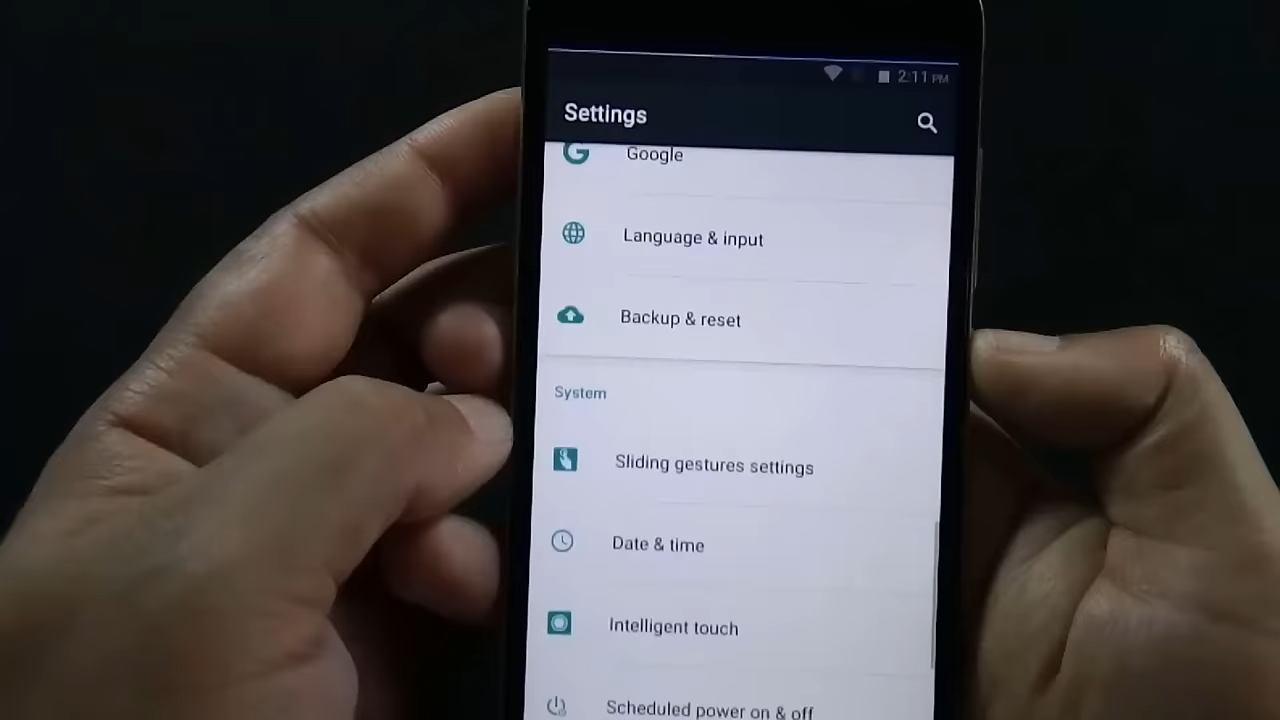 2:11 PM
Settings
Google
Language & input
Backup & reset
System
Sliding gestures settings
Date & time
Intelligent touch
Scheduled power on & off